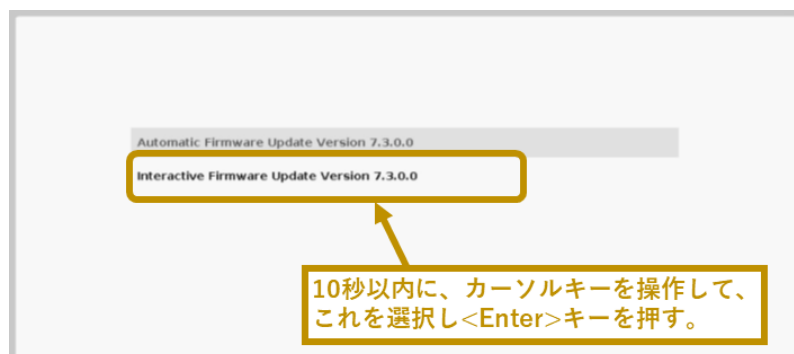 Automatic Firmware Update Version 7.3.0.0
Interactive Firmware Update Version 7.3.0.0
10秒以内に、カーソルキーを操作して、
これを選択し<Enter>キーを押す。